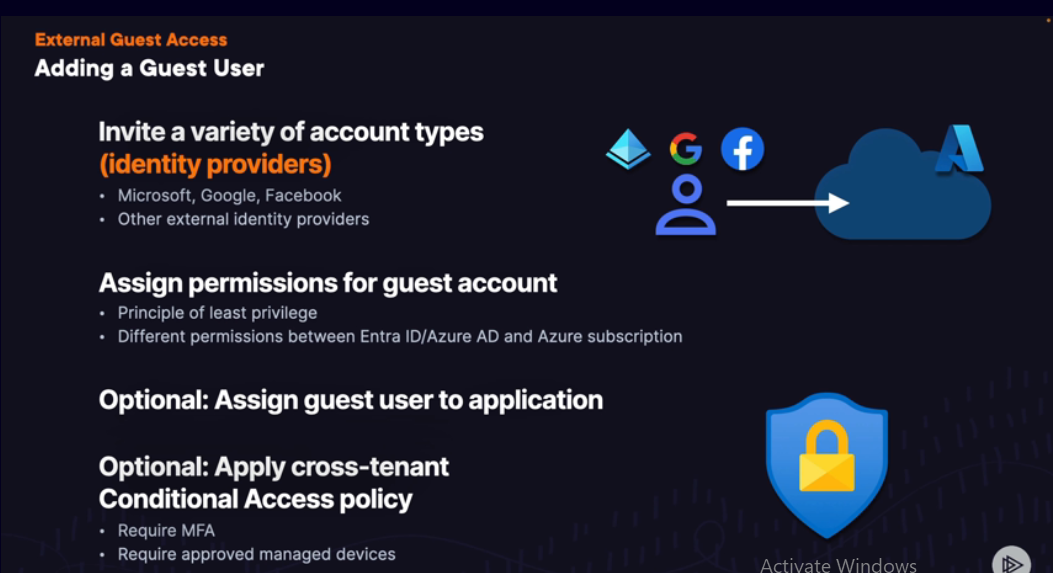 External Guest Access
Adding a Guest User
Invite a variety of account types
(identity providers)
• Microsoft, Google, Facebook
• Other external identity providers
Assign permissions for guest account
• Principle of least privilege
• Different permissions between Entra ID/Azure AD and Azure subscription
Optional: Assign guest user to application
Optional: Apply cross-tenant
Conditional Access policy
• Require MFA
• Require approved managed devices
Activate Windows